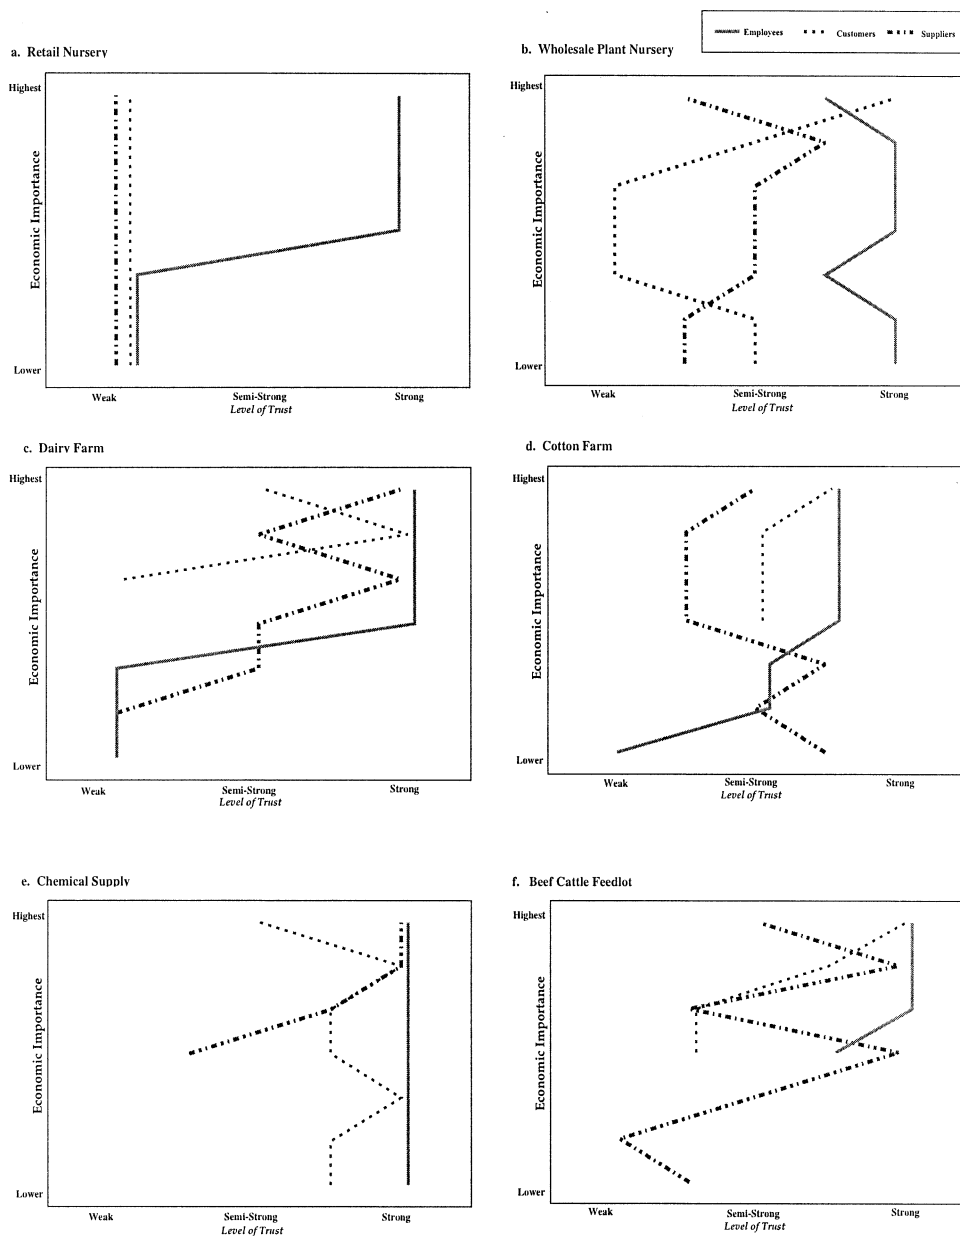 Employees Customers Suppliers
a. Retail Nursery
Highest
Economic Importance
Lower
Weak Semi-Strong Strong
Level of Trust
b. Wholesale Plant Nursery
Highest
Economic Importance
Lower
Weak Semi-Strong Strong
Level of Trust
c. Dairy Farm
Highest
Economic Importance
Lower
Weak Semi-Strong Strong
Level of Trust
d. Cotton Farm
Highest
Economic Importance
Lower
Weak Semi-Strong Strong
Level of Trust
e. Chemical Supply
Highest
Economic Importance
Lower
Weak Semi-Strong Strong
Level of Trust
f. Beef Cattle Feedlot
Highest
Economic Importance
Lower
Weak Semi-Strong Strong
Level of Trust